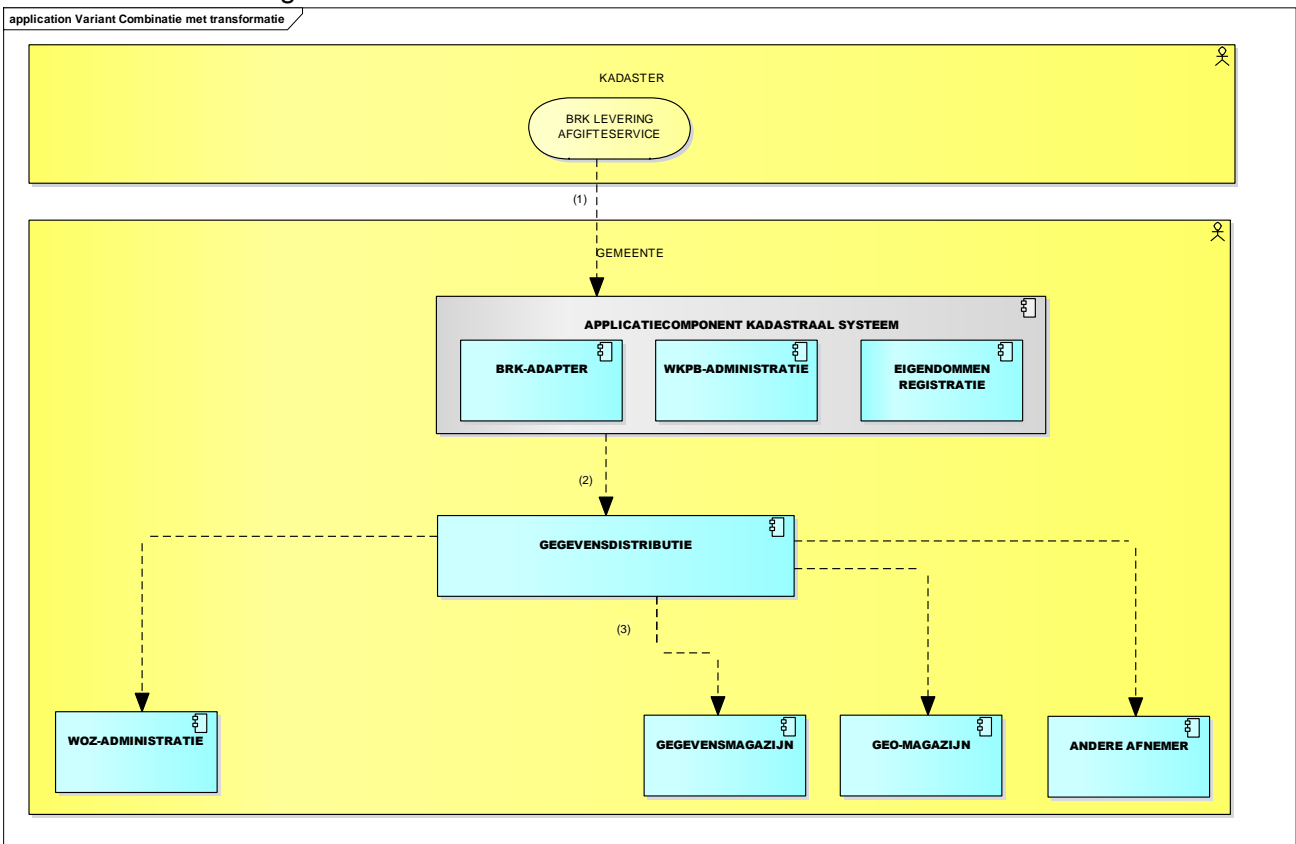 application Variant Combinatie met transformatie
KADASTER
BRK LEVERING
AFGIFTESERVICE
(1)
GEMEENTE
APPLICATIECOMPONENT KADASTRAAL SYSTEEM
BRK-ADAPTER
WKPB-ADMINISTRATIE
EIGENDOMMEN
REGISTRATIE
(2)
GEGEVENSDISTRIBUTIE
(3)
WOZ-ADMINISTRATIE
GEGEVENSMAGAZIJN
GEO-MAGAZIJN
ANDERE AFNEMER